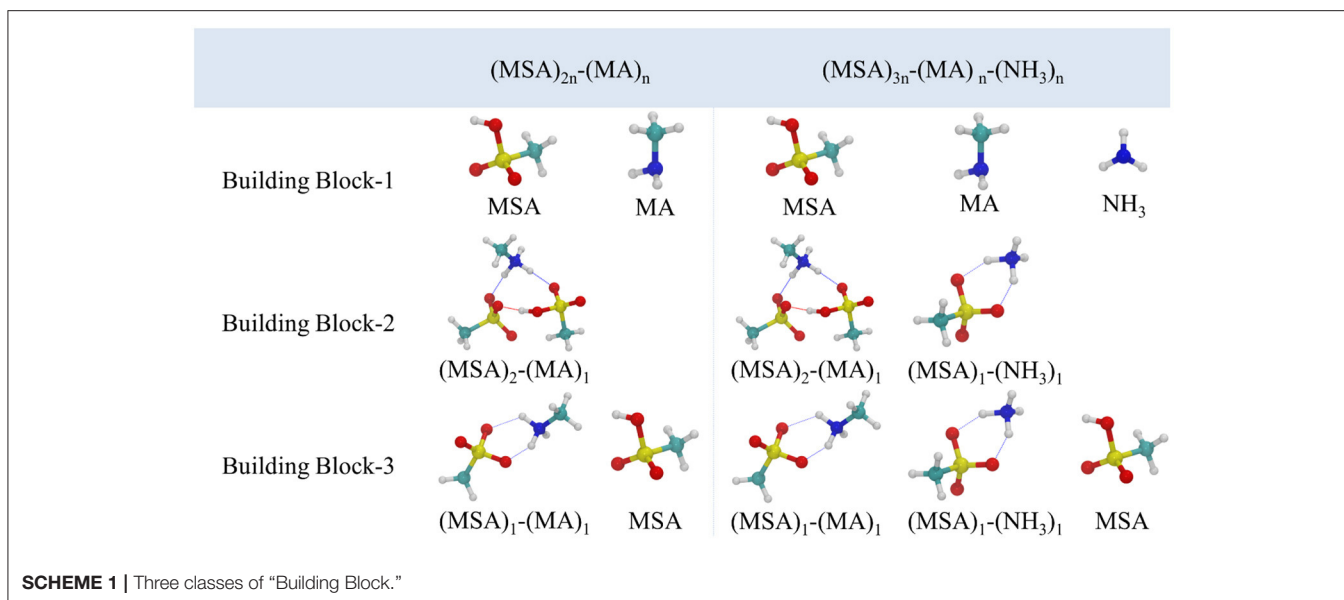 (MSA)₂ₙ-(MA)ₙ (MSA)₃ₙ-(MA) ₙ-(NH₃)ₙ
Building Block-1
MSA MA MSA MA NH₃
Building Block-2
(MSA)₂-(MA)₁ (MSA)₂-(MA)₁ (MSA)₁-(NH₃)₁
Building Block-3
(MSA)₁-(MA)₁ MSA (MSA)₁-(MA)₁ (MSA)₁-(NH₃)₁ MSA
SCHEME 1 | Three classes of “Building Block.”